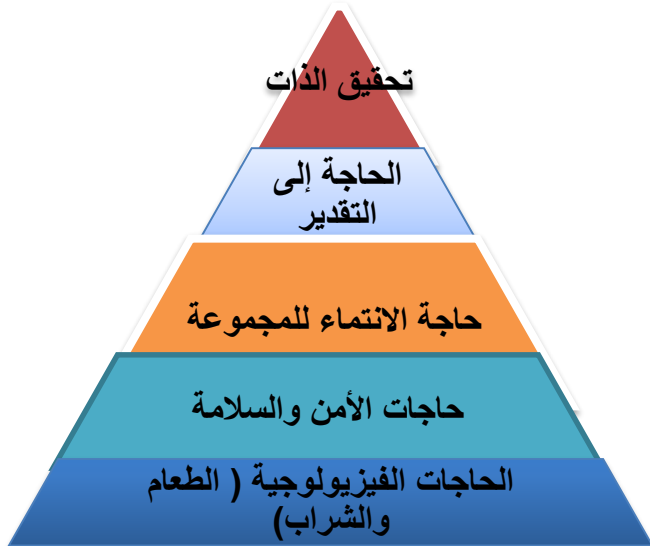 تحقيق الذات
الحاجة إلى
التقدير
حاجة الانتماء للمجموعة
حاجات الأمن والسلامة
الحاجات الفيزيولوجية ( الطعام
والشراب)